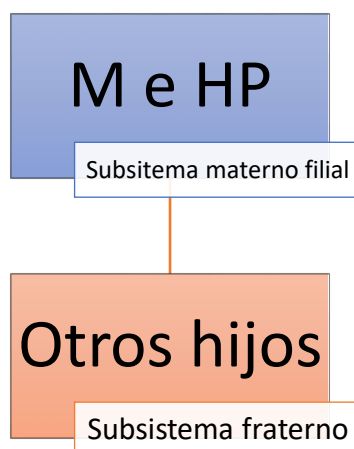 M e HP
Subsitema materno filial
Otros hijos
Subsistema fraterno